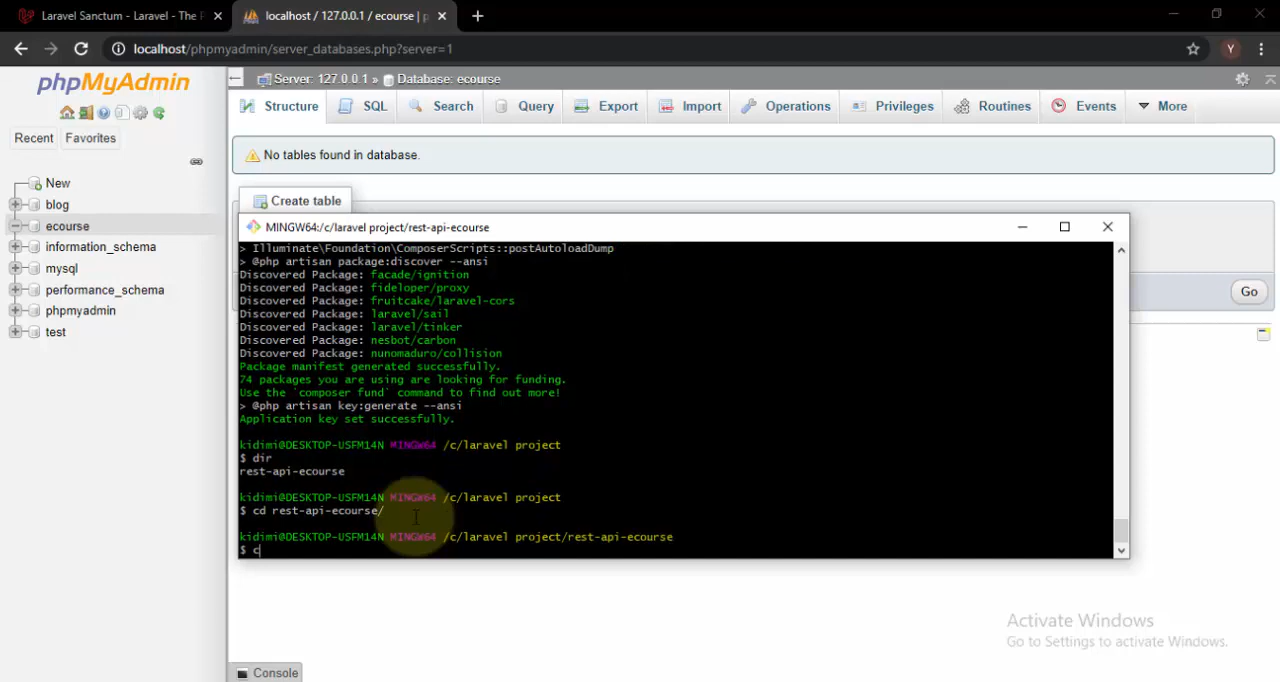 Laravel Sanctum - Laravel - The P
localhost / 127.0.0.1 / ecourse | p
localhost/phpmyadmin/server_databases.php?server=1
Y
phpMyAdmin
Recent Favorites
New
blog
ecourse
information_schema
mysql
performance_schema
phpmyadmin
test
Server: 127.0.0.1 » Database: ecourse
Structure SQL Search Query Export Import Operations Privileges Routines Events More
No tables found in database.
Create table
Go
MINGW64:/c/laravel project/rest-api-ecourse
> Illuminate\Foundation\ComposerScripts::postAutoloadDump
> @php artisan package:discover --ansi
Discovered Package: facade/ignition
Discovered Package: fideloper/proxy
Discovered Package: fruitcake/laravel-cors
Discovered Package: laravel/sail
Discovered Package: laravel/tinker
Discovered Package: nesbot/carbon
Discovered Package: nunomaduro/collision
Package manifest generated successfully.
74 packages you are using are looking for funding.
Use the `composer fund` command to find out more!
> @php artisan key:generate --ansi
Application key set successfully.
kidimi@DESKTOP-USFM14N MINGW64 /c/laravel project
$ dir
rest-api-ecourse
kidimi@DESKTOP-USFM14N MINGW64 /c/laravel project
$ cd rest-api-ecourse/
kidimi@DESKTOP-USFM14N MINGW64 /c/laravel project/rest-api-ecourse
$ c
Activate Windows
Go to Settings to activate Windows.
Console